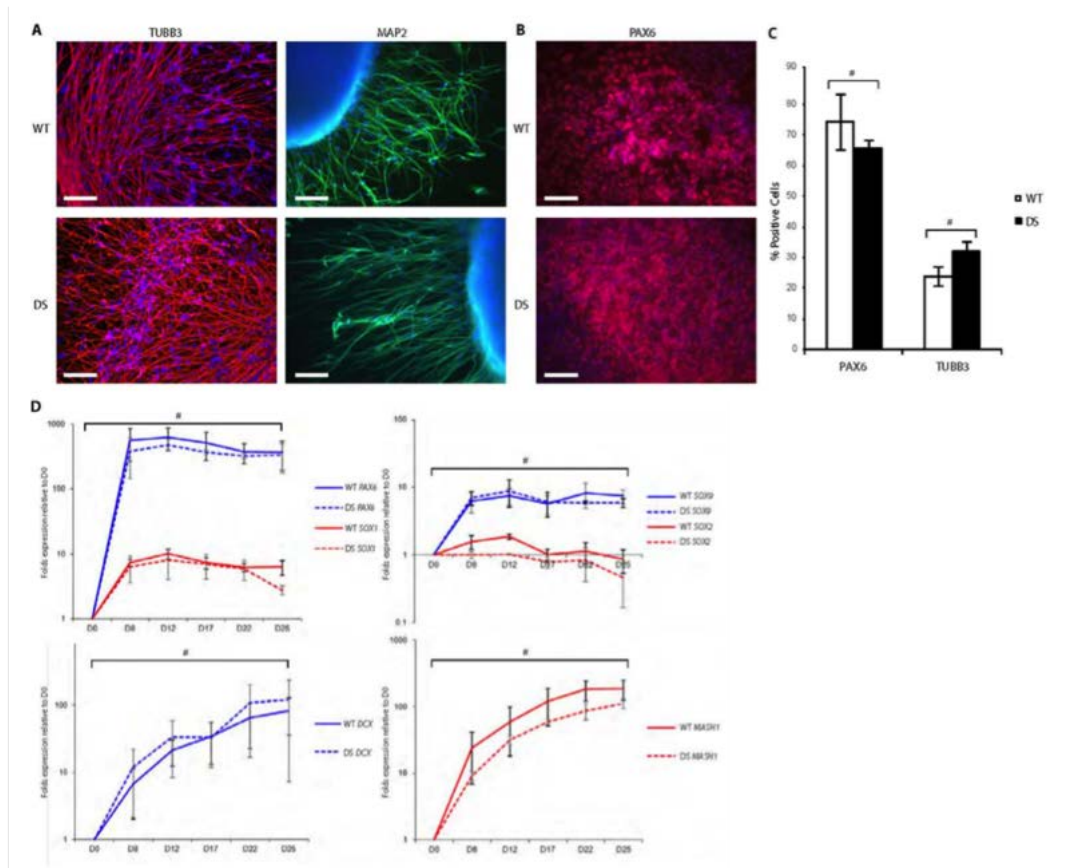 A
TUBB3
MAP2
B
PAX6
C
WT
WT
DS
DS
% Positive Cells
90
80
70
60
50
40
30
20
10
0
#
#
WT
DS
PAX6
TUBB3
D
Folds expression relative to D0
1000
100
10
1
#
D0
D8
D12
D17
D22
D26
WT PAX6
DS PAX6
WT SOX1
DS SOX1
Folds expression relative to D0
100
10
1
0.1
#
D0
D8
D12
D17
D22
WT SOX9
DS SOX9
WT SOX2
DS SOX2
Folds expression relative to D0
100
10
1
#
D0
D8
D12
D17
D22
WT DCX
DS DCX
Folds expression relative to D0
1000
100
10
1
#
D0
D8
D12
D17
D22
WT MASH1
DS MASH1